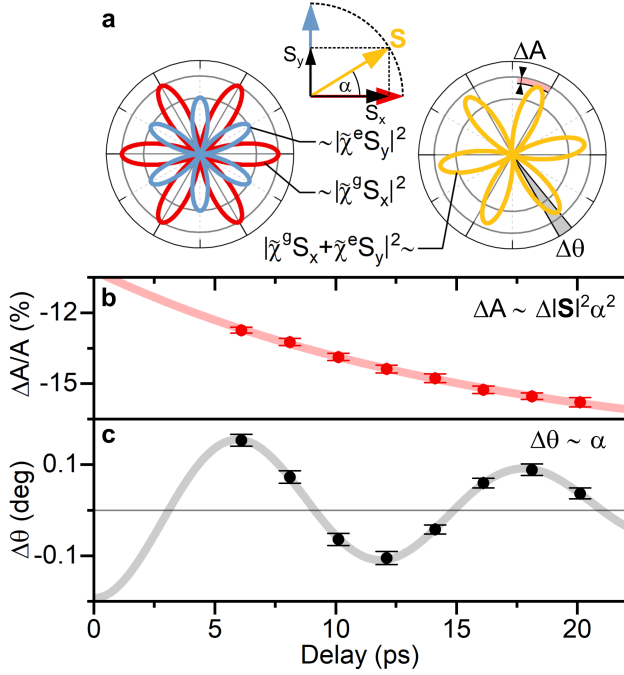 a
S_y
S
α
S_x
ΔA
~|χ̃^e S_y|^2
~|χ̃^g S_x|^2
|χ̃^g S_x+χ̃^e S_y|^2~
Δθ
b
ΔA ~ Δ|S|^2α^2
ΔA/A (%)
-12
-15
c
Δθ ~ α
Δθ (deg)
0.1
-0.1
0 5 10 15 20
Delay (ps)